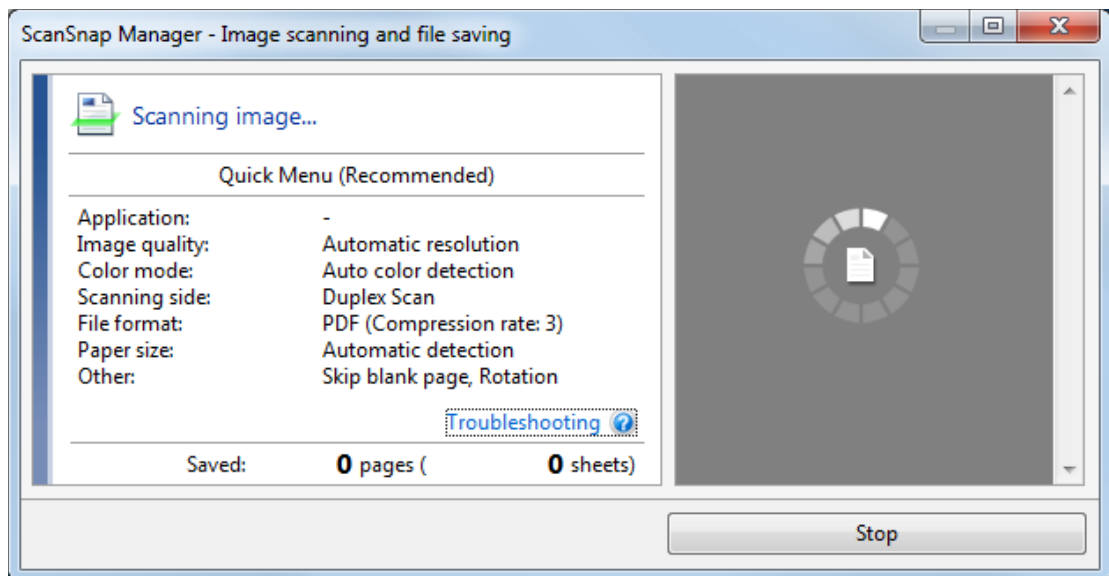 ScanSnap Manager - Image scanning and file saving
Scanning image...
Quick Menu (Recommended)
Application: -
Image quality: Automatic resolution
Color mode: Auto color detection
Scanning side: Duplex Scan
File format: PDF (Compression rate: 3)
Paper size: Automatic detection
Other: Skip blank page, Rotation
Troubleshooting ?
Saved: 0 pages ( 0 sheets)
Stop